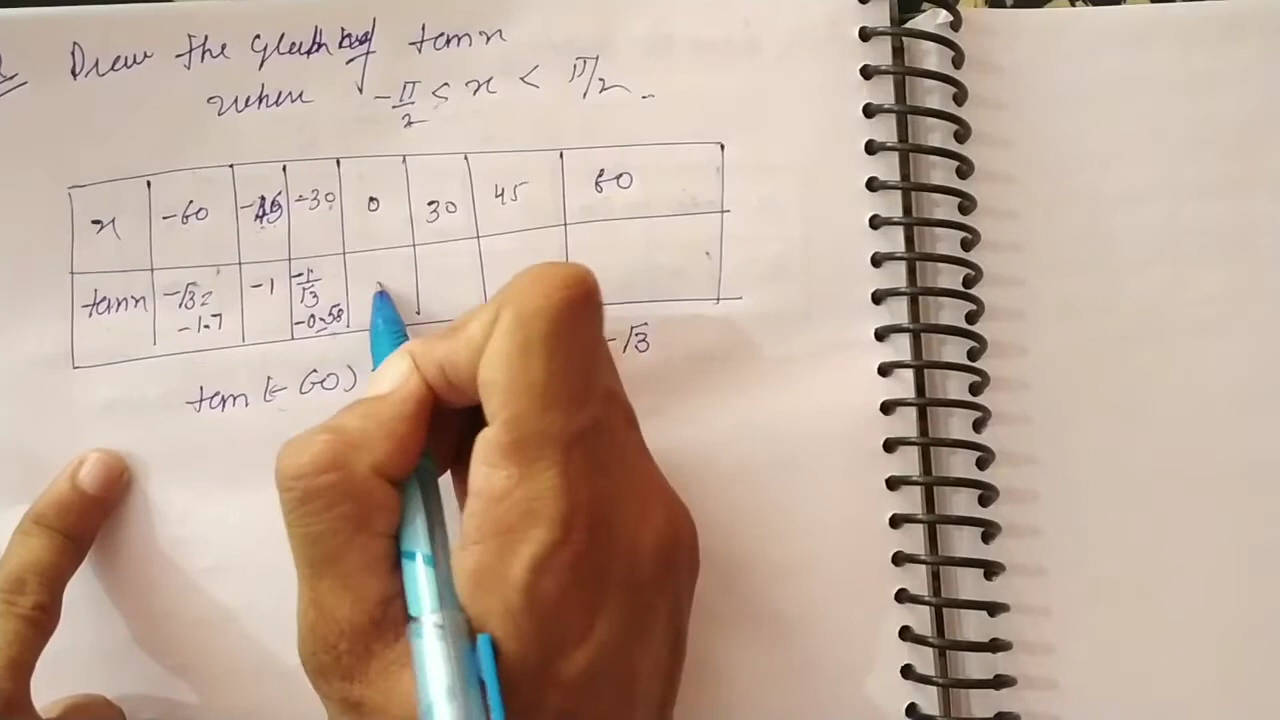 Draw the graph of tan x
when -π/2 ≤ x < π/2.
x -60 -45 -30 0 30 45 60
tan x -√3= -1.7 -1 -1/√3 -0.58
-√3
tan (-60)